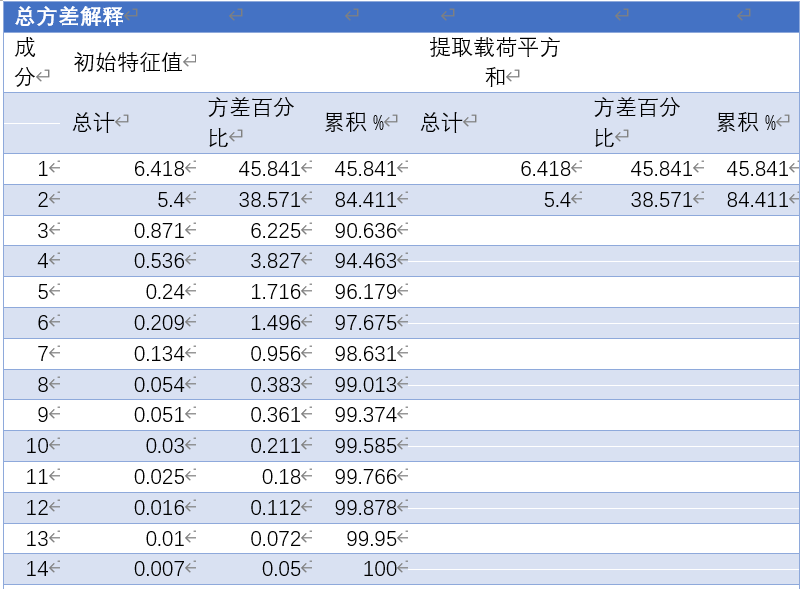 总方差解释
成分 初始特征值 提取载荷平方和
总计 方差百分比 累积 % 总计 方差百分比 累积 %
1 6.418 45.841 45.841 6.418 45.841 45.841
2 5.4 38.571 84.411 5.4 38.571 84.411
3 0.871 6.225 90.636
4 0.536 3.827 94.463
5 0.24 1.716 96.179
6 0.209 1.496 97.675
7 0.134 0.956 98.631
8 0.054 0.383 99.013
9 0.051 0.361 99.374
10 0.03 0.211 99.585
11 0.025 0.18 99.766
12 0.016 0.112 99.878
13 0.01 0.072 99.95
14 0.007 0.05 100